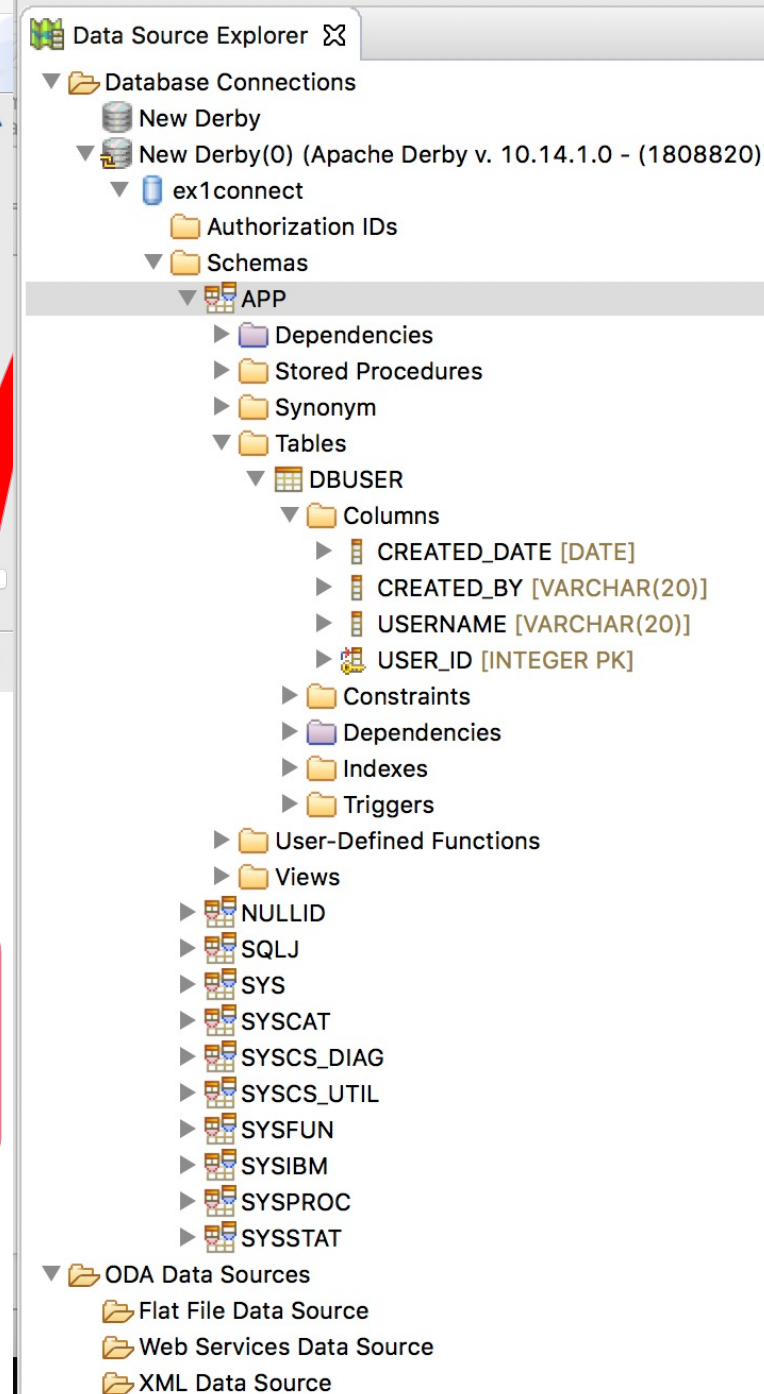 Data Source Explorer
Database Connections
New Derby
New Derby(0) (Apache Derby v. 10.14.1.0 - (1808820)
ex1connect
Authorization IDs
Schemas
APP
Dependencies
Stored Procedures
Synonym
Tables
DBUSER
Columns
CREATED_DATE [DATE]
CREATED_BY [VARCHAR(20)]
USERNAME [VARCHAR(20)]
USER_ID [INTEGER PK]
Constraints
Dependencies
Indexes
Triggers
User-Defined Functions
Views
NULLID
SQLJ
SYS
SYSCAT
SYSCS_DIAG
SYSCS_UTIL
SYSFUN
SYSIBM
SYSPROC
SYSSTAT
ODA Data Sources
Flat File Data Source
Web Services Data Source
XML Data Source